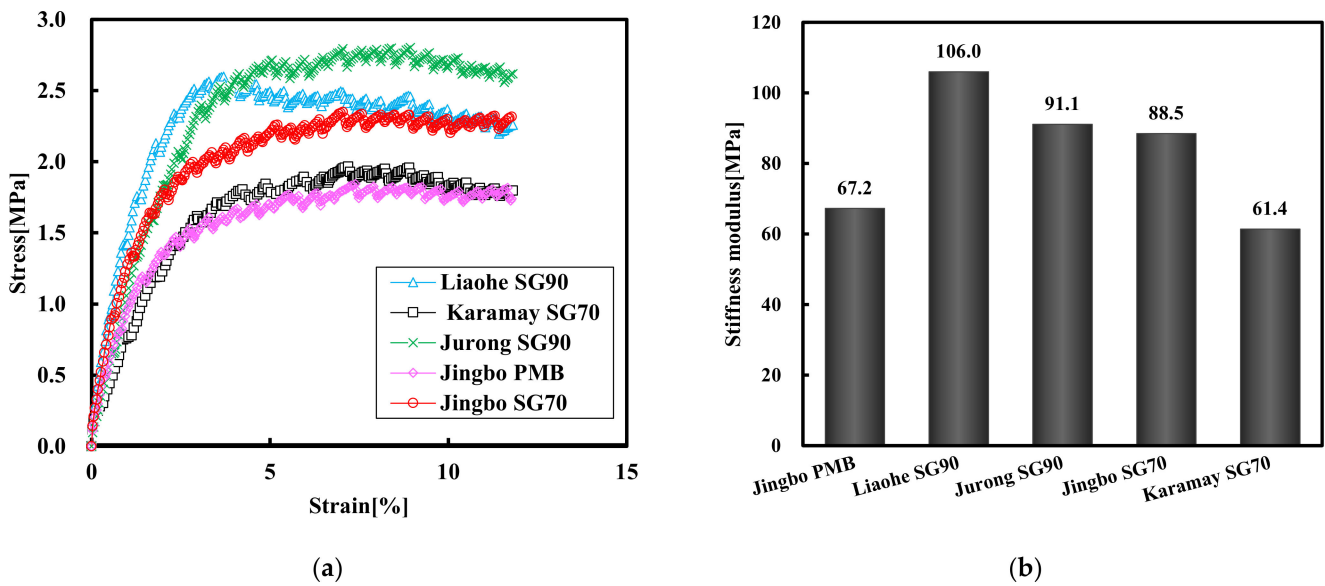 3.0
2.5
2.0
1.5
1.0
0.5
0.0
Stress[MPa]
0 5 10 15
Strain[%]
Liaohe SG90
Karamay SG70
Jurong SG90
Jingbo PMB
Jingbo SG70
(a)
120
100
80
60
40
20
0
Stiffness modulus[MPa]
67.2
106.0
91.1
88.5
61.4
Jingbo PMB
Liaohe SG90
Jurong SG90
Jingbo SG70
Karamay SG70
(b)